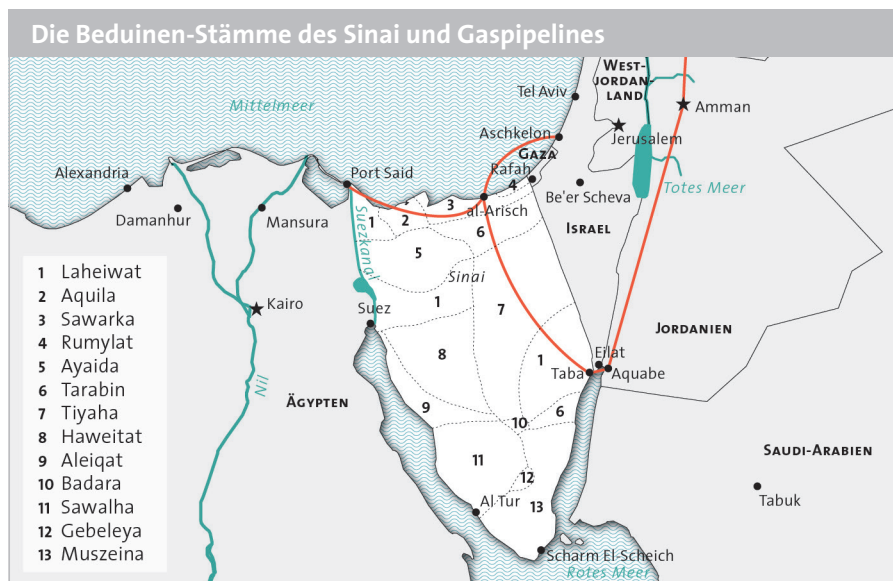 Die Beduinen-Stämme des Sinai und Gaspipelines
WEST-
JORDAN-
LAND
Mittelmeer
Tel Aviv
Amman
Aschkelon
Jerusalem
GAZA
Rafah
Alexandria
Port Said
Totes Meer
4
Be'er Scheva
Damanhur
Mansura
3
al-Arisch
1
2
Suezkanal
6
ISRAEL
5
Sinai
1 Laheiwat
2 Aquila
3 Sawarka
4 Rumylat
5 Ayaida
6 Tarabin
7 Tiyaha
8 Haweitat
9 Aleiqat
10 Badara
11 Sawalha
12 Gebeleya
13 Muszeina
Kairo
Suez
1
7
JORDANIEN
8
1
Eilat
Taba
Aquabe
Nil
ÄGYPTEN
9
6
10
SAUDI-ARABIEN
11
12
Tabuk
Al Tur
13
Scharm El-Scheich
Rotes Meer